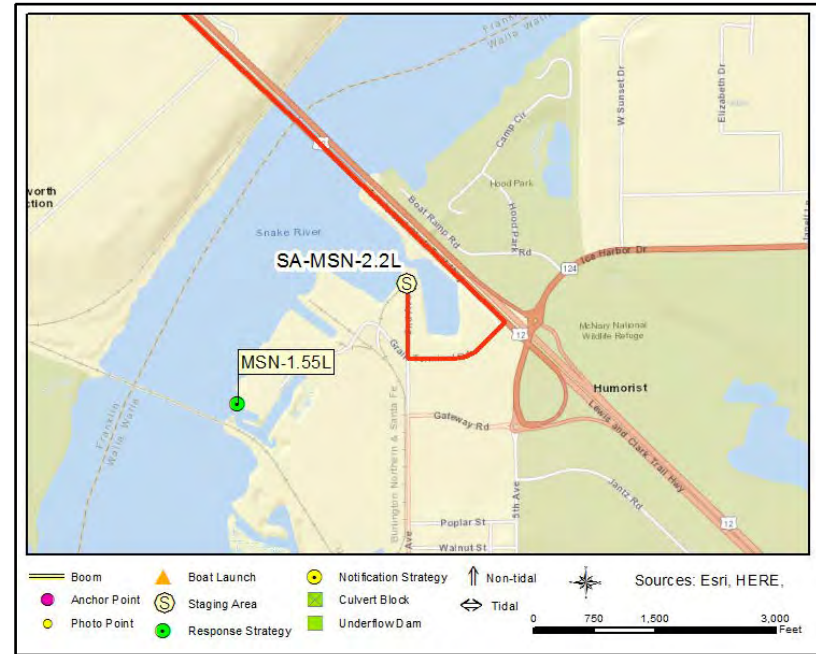 Franklin
Walla Walla
W Sunset Dr
Elizabeth Dr
Camp Cir
Hood Park
Hood Park
Rd
Boat Ramp Rd
Ice Harbor Dr
124
worth
ction
Snake River
SA-MSN-2.2L
S
12
McNary National
Wildlife Refuge
MSN-1.55L
Humorist
Gateway Rd
Lewis and Clark Trail Hwy
Franklin
Walla Walla
Burlington Northern & Santa Fe
5th Ave
Jantz Rd
12
Poplar St
Walnut St
Ave
Boom
Boat Launch
Notification Strategy
Non-tidal
Sources: Esri, HERE,
Anchor Point
S
Staging Area
Culvert Block
Tidal
Photo Point
Response Strategy
Underflow Dam
0 750 1,500 3,000
Feet